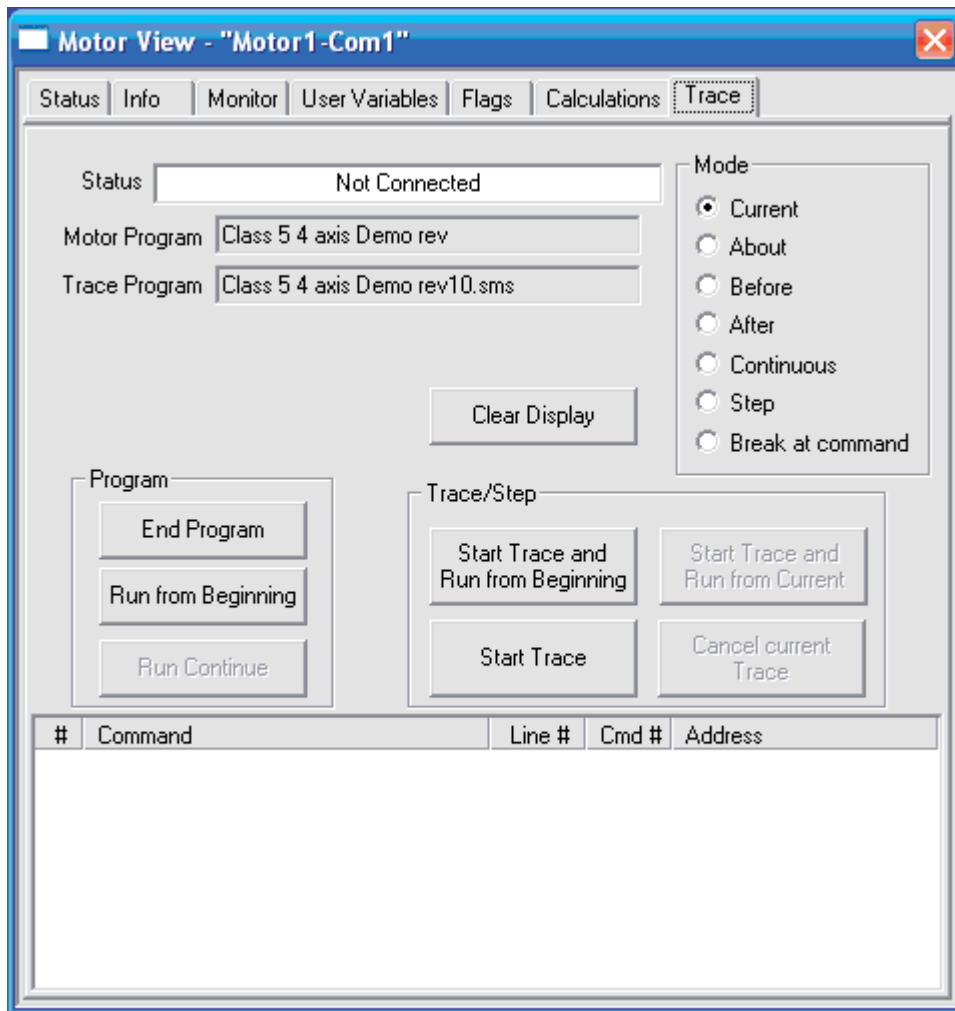 Motor View - "Motor1-Com1"
Status Info Monitor User Variables Flags Calculations Trace
Status Not Connected
Motor Program Class 5 4 axis Demo rev
Trace Program Class 5 4 axis Demo rev10.sms
Mode
Current
About
Before
After
Continuous
Step
Break at command
Clear Display
Program
End Program
Run from Beginning
Run Continue
Trace/Step
Start Trace and
Run from Beginning
Start Trace and
Run from Current
Start Trace
Cancel current
Trace
# Command Line # Cmd # Address